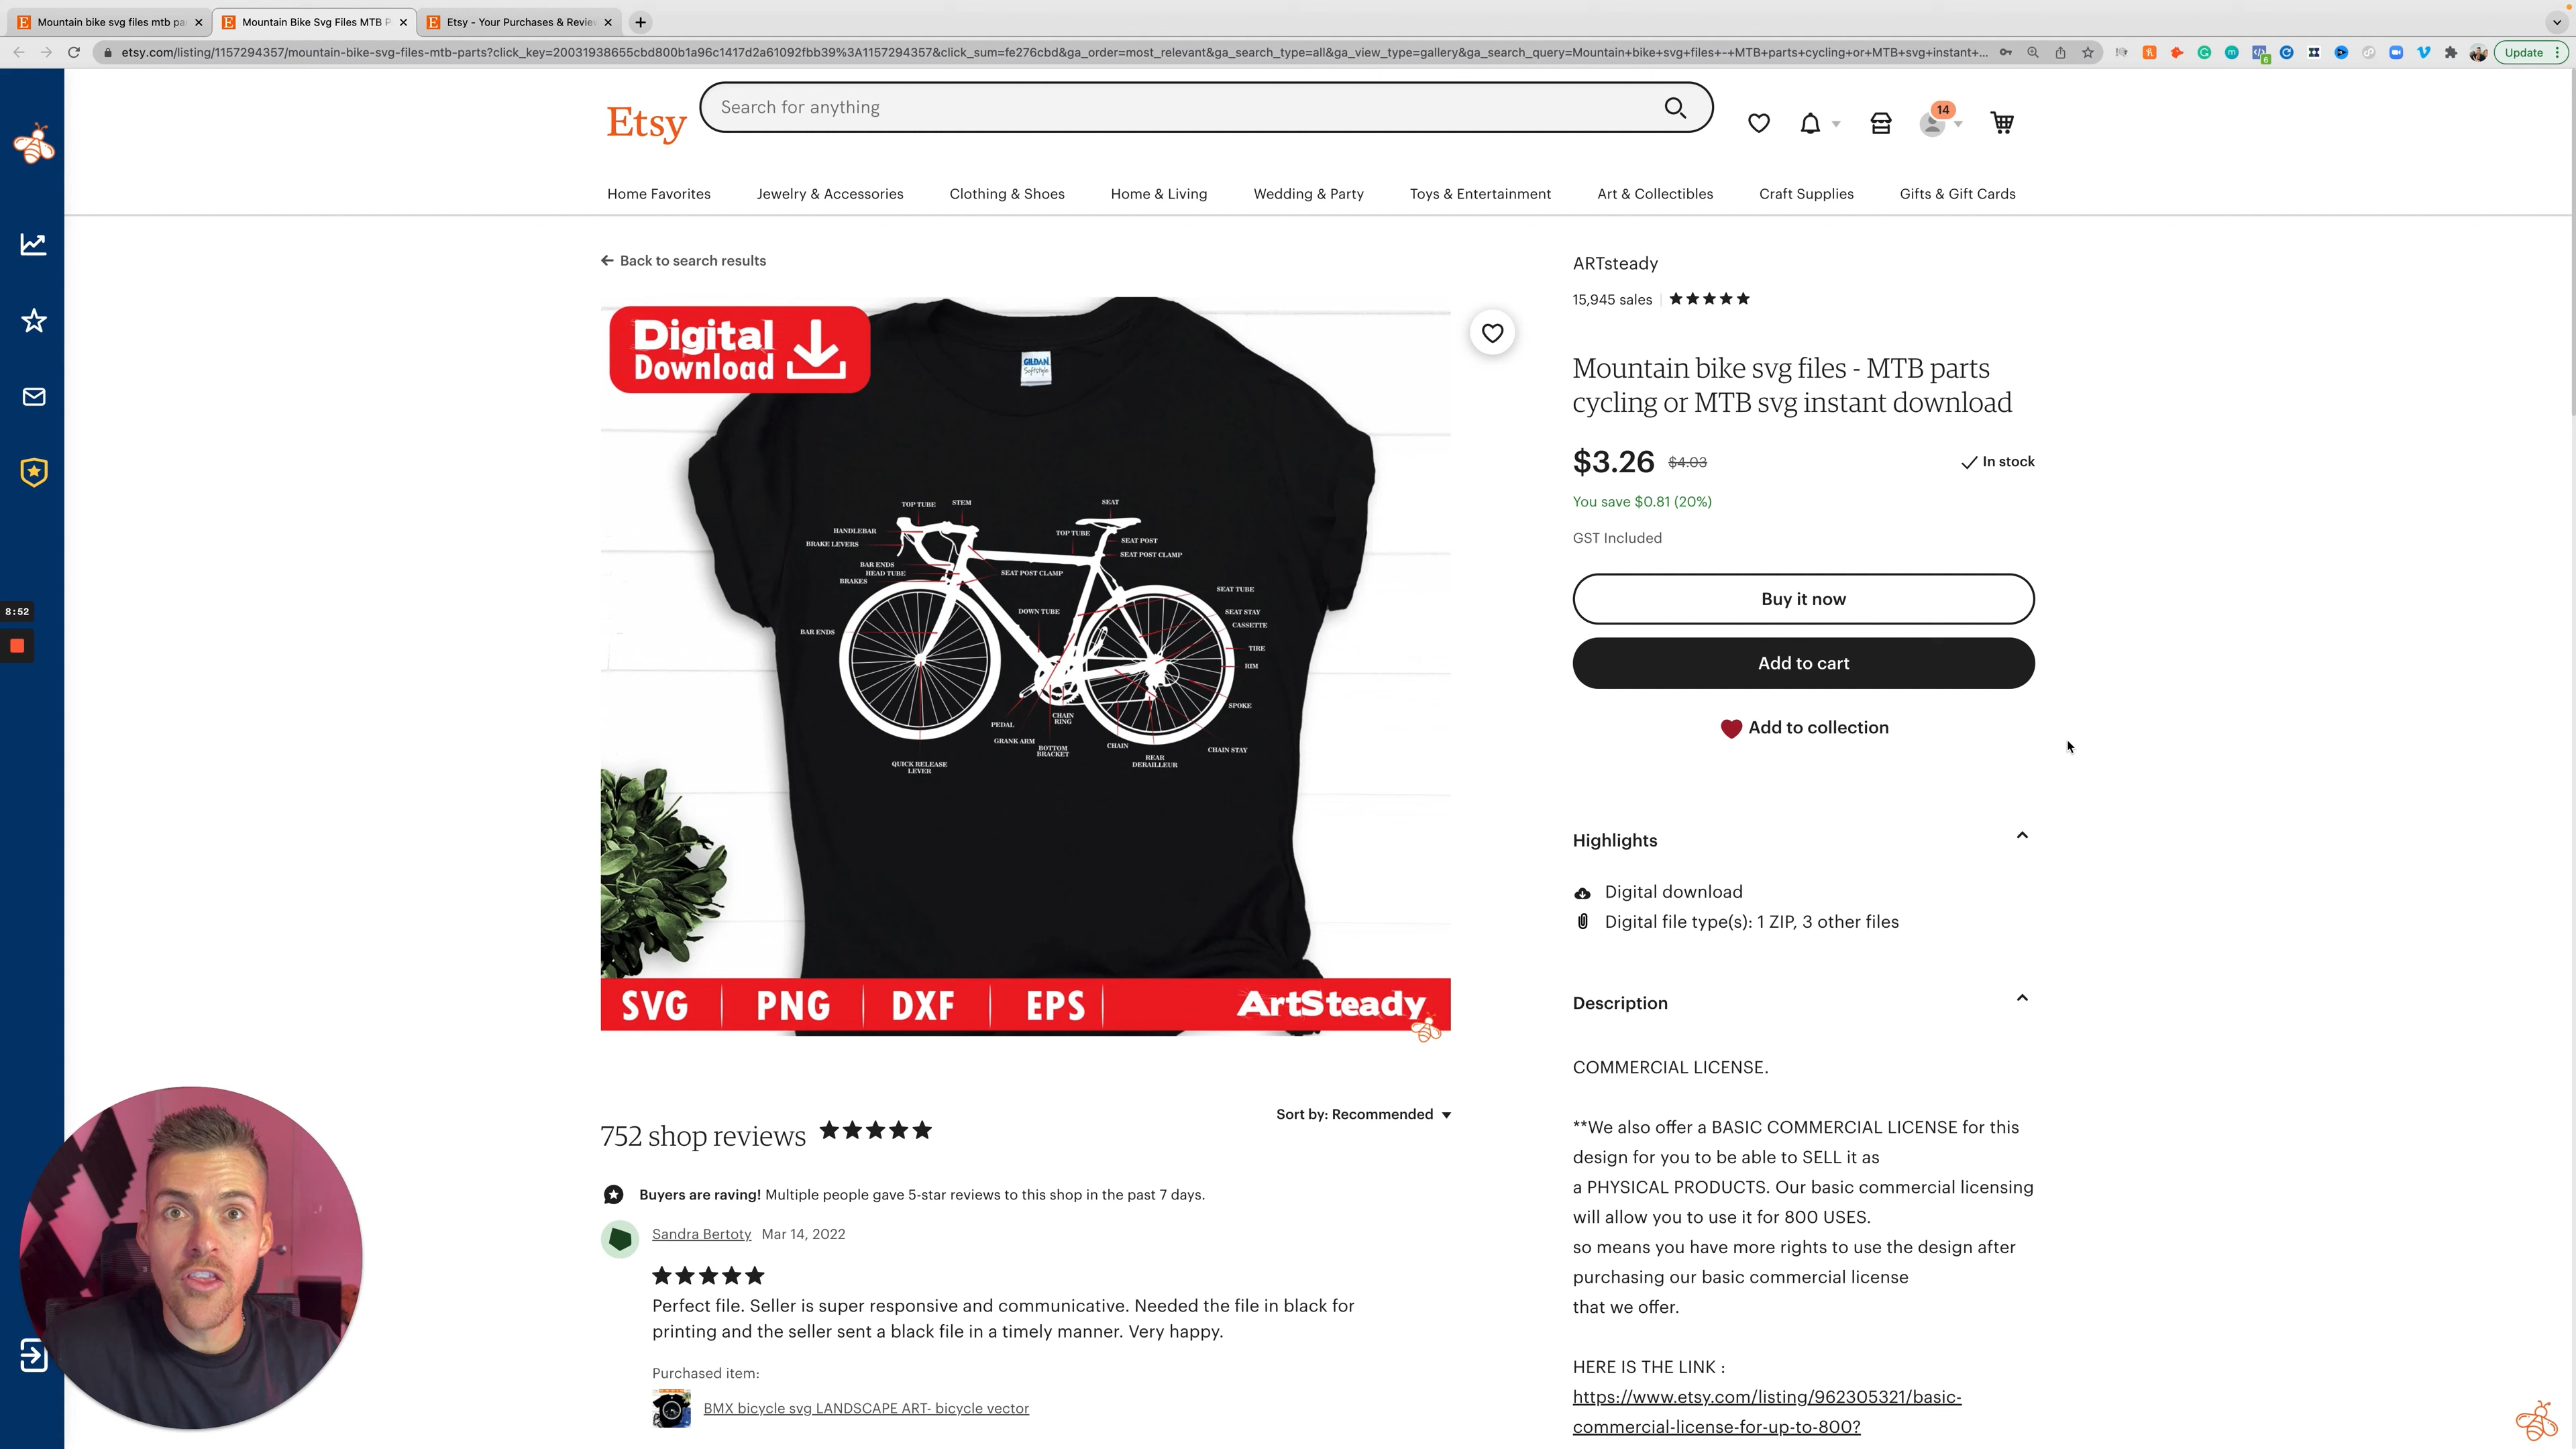 Mountain bike svg files mtb pa
Mountain Bike Svg Files MTB P
Etsy - Your Purchases & Revie
etsy.com/listing/1157294357/mountain-bike-svg-files-mtb-parts?click_key=20031938655cbd800b1a96c1417d2a61092fbb39%3A1157294357&click_sum=fe276cbd&ga_order=most_relevant&ga_search_type=all&ga_view_type=gallery&ga_search_query=Mountain+bike+svg+files+-+MTB+parts+cycling+or+MTB+svg+instant+...
6
Update
Etsy
Search for anything
14
Home Favorites
Jewelry & Accessories
Clothing & Shoes
Home & Living
Wedding & Party
Toys & Entertainment
Art & Collectibles
Craft Supplies
Gifts & Gift Cards
8:52
Back to search results
Digital
Download
GILDAN
Softstyle
TOP TUBE
STEM
SEAT
HANDLEBAR
TOP TUBE
BRAKE LEVERS
SEAT POST
SEAT POST CLAMP
BAR ENDS
HEAD TUBE
SEAT POST CLAMP
BRAKES
SEAT TUBE
DOWN TUBE
SEAT STAY
CASSETTE
BAR ENDS
TIRE
RIM
SPOKE
PEDAL
CHAIN
RING
GRANK ARM
BOTTOM
BRACKET
CHAIN
CHAIN STAY
REAR
DERAILLEUR
QUICK RELEASE
LEVER
SVG
PNG
DXF
EPS
ArtSteady
ARTsteady
15,945 sales
Mountain bike svg files - MTB parts
cycling or MTB svg instant download
$3.26 $4.03
In stock
You save $0.81 (20%)
GST Included
Buy it now
Add to cart
Add to collection
Highlights
Digital download
Digital file type(s): 1 ZIP, 3 other files
Description
COMMERCIAL LICENSE.
**We also offer a BASIC COMMERCIAL LICENSE for this
design for you to be able to SELL it as
a PHYSICAL PRODUCTS. Our basic commercial licensing
will allow you to use it for 800 USES.
so means you have more rights to use the design after
purchasing our basic commercial license
that we offer.
HERE IS THE LINK :
https://www.etsy.com/listing/962305321/basic-
commercial-license-for-up-to-800?
752 shop reviews
Sort by: Recommended
Buyers are raving! Multiple people gave 5-star reviews to this shop in the past 7 days.
Sandra Bertoty Mar 14, 2022
Perfect file. Seller is super responsive and communicative. Needed the file in black for
printing and the seller sent a black file in a timely manner. Very happy.
Purchased item:
BMX bicycle svg LANDSCAPE ART- bicycle vector